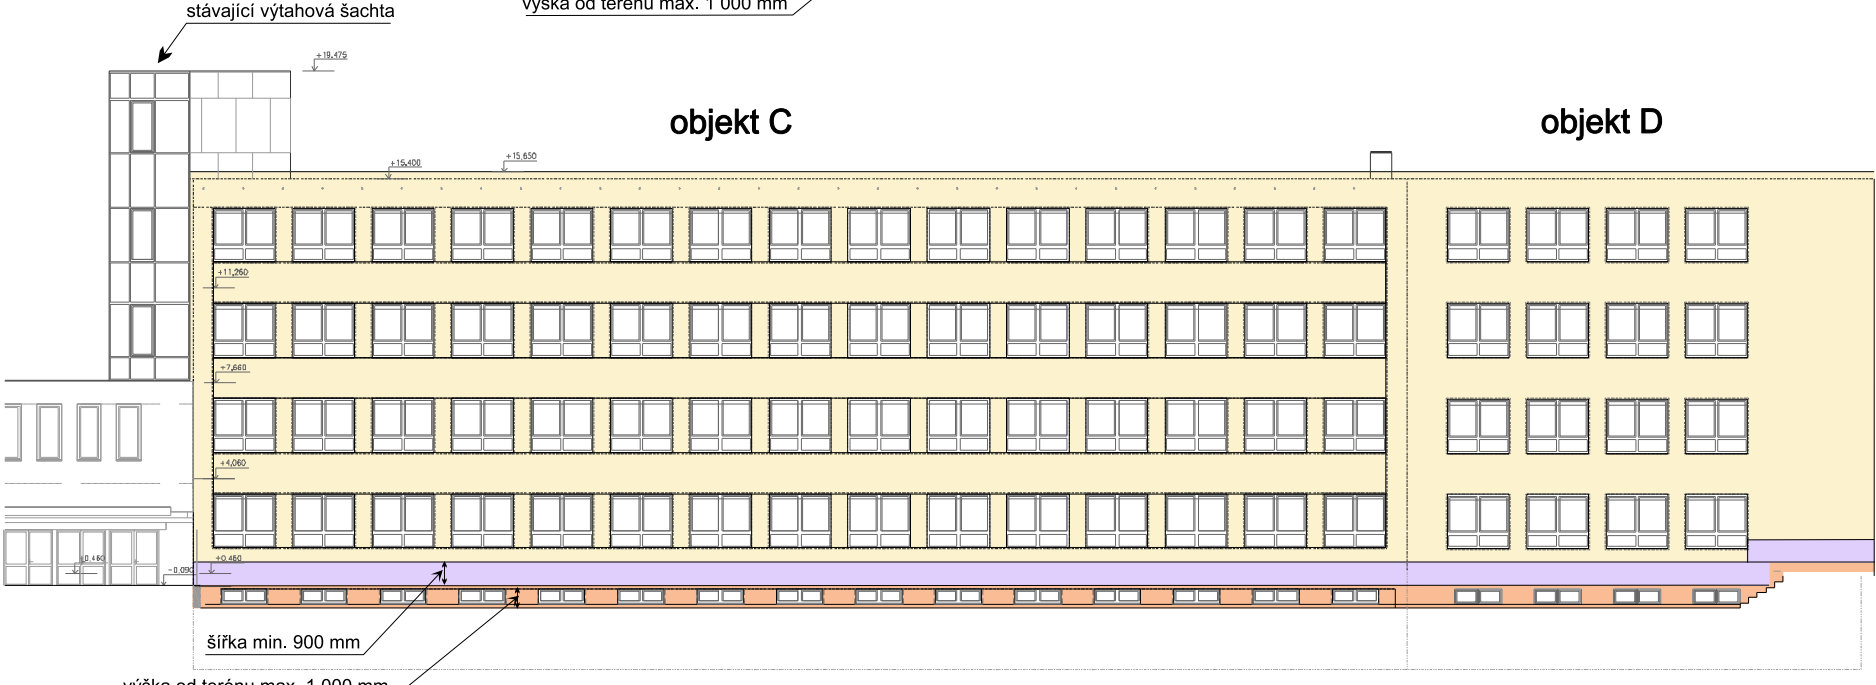 stávající výtahová šachta
výška od terénu max. 1 000 mm
+19,475
objekt C
objekt D
+15,400
+15,650
+11,260
+7,660
+4,060
+0,460
-0,090
+0,460
šířka min. 900 mm
výška od terénu max. 1 000 mm